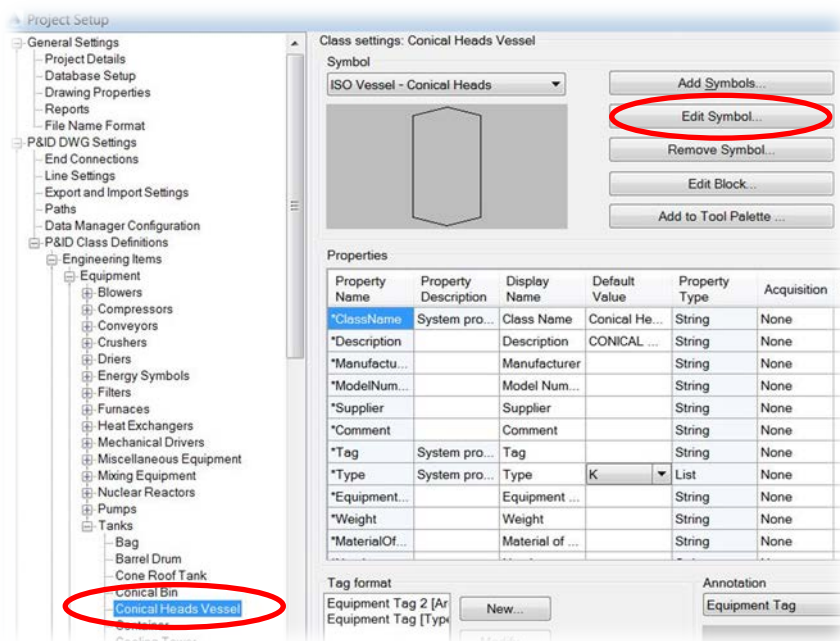 Project Setup
General Settings
Project Details
Database Setup
Drawing Properties
Reports
File Name Format
P&ID DWG Settings
End Connections
Line Settings
Export and Import Settings
Paths
Data Manager Configuration
P&ID Class Definitions
Engineering Items
Equipment
Blowers
Compressors
Conveyors
Crushers
Driers
Energy Symbols
Filters
Furnaces
Heat Exchangers
Mechanical Drivers
Miscellaneous Equipment
Mixing Equipment
Nuclear Reactors
Pumps
Tanks
Bag
Barrel Drum
Cone Roof Tank
Conical Bin
Conical Heads Vessel
Container
Cooling Tower
Class settings: Conical Heads Vessel
Symbol
ISO Vessel - Conical Heads
Add Symbols...
Edit Symbol...
Remove Symbol...
Edit Block...
Add to Tool Palette ...
Properties
Property Name Property Description Display Name Default Value Property Type Acquisition
*ClassName System pro... Class Name Conical He... String None
*Description Description CONICAL ... String None
*Manufactu... Manufacturer String None
*ModelNum... Model Num... String None
*Supplier Supplier String None
*Comment Comment String None
*Tag System pro... Tag String None
*Type System pro... Type K List None
*Equipment... Equipment ... String None
*Weight Weight String None
*MaterialOf... Material of ... String None
Tag format
Equipment Tag 2 [Ar
Equipment Tag [Type
New...
Annotation
Equipment Tag